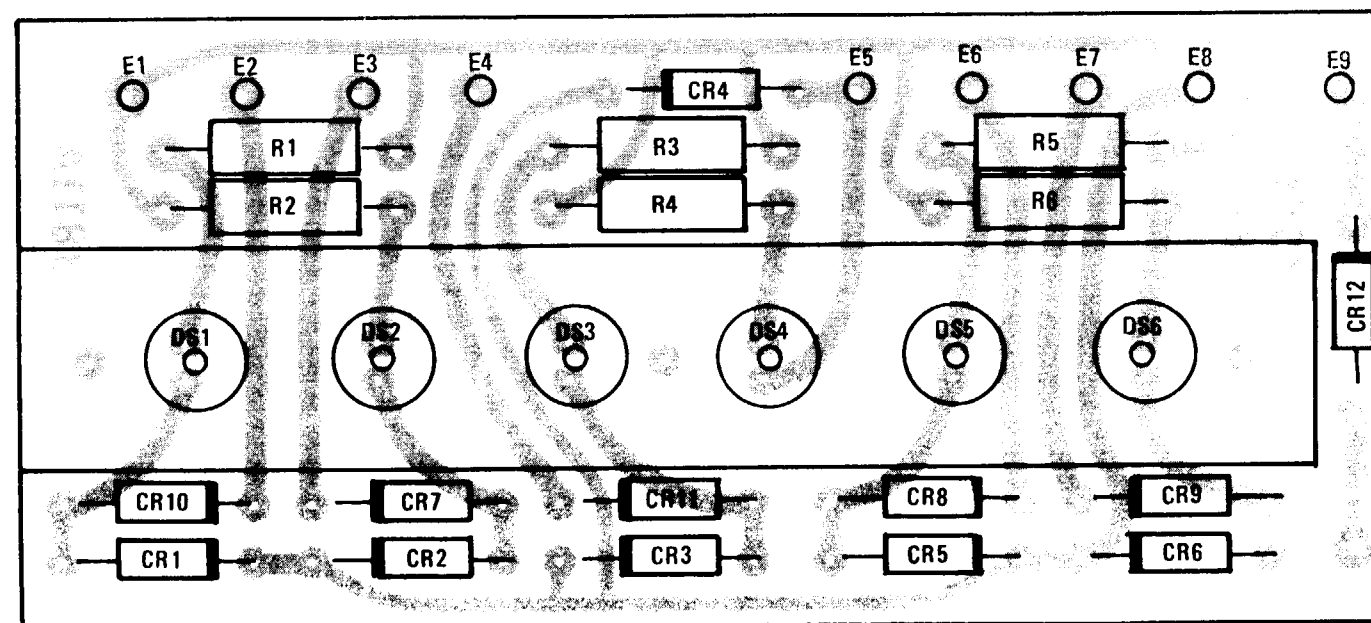 E1 E2 E3 E4 E5 E6 E7 E8 E9
CR4
R1 R3 R5
R2 R4 R6
CR12
DS1 DS2 DS3 DS4 DS5 DS6
CR10 CR7 CR11 CR8 CR9
CR1 CR2 CR3 CR5 CR6